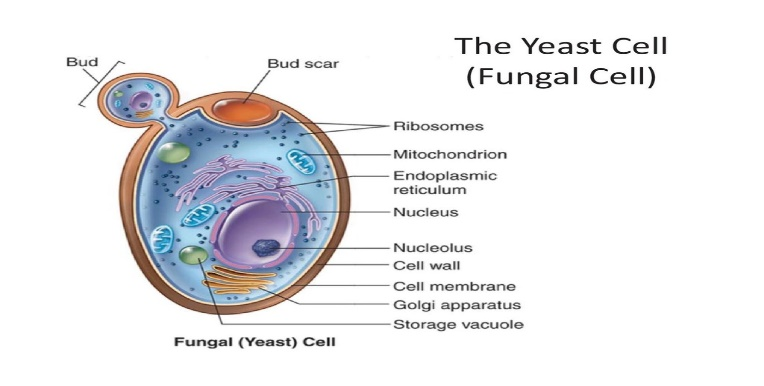 The Yeast Cell
(Fungal Cell)
Bud
Bud scar
Ribosomes
Mitochondrion
Endoplasmic
reticulum
Nucleus
Nucleolus
Cell wall
Cell membrane
Golgi apparatus
Storage vacuole
Fungal (Yeast) Cell